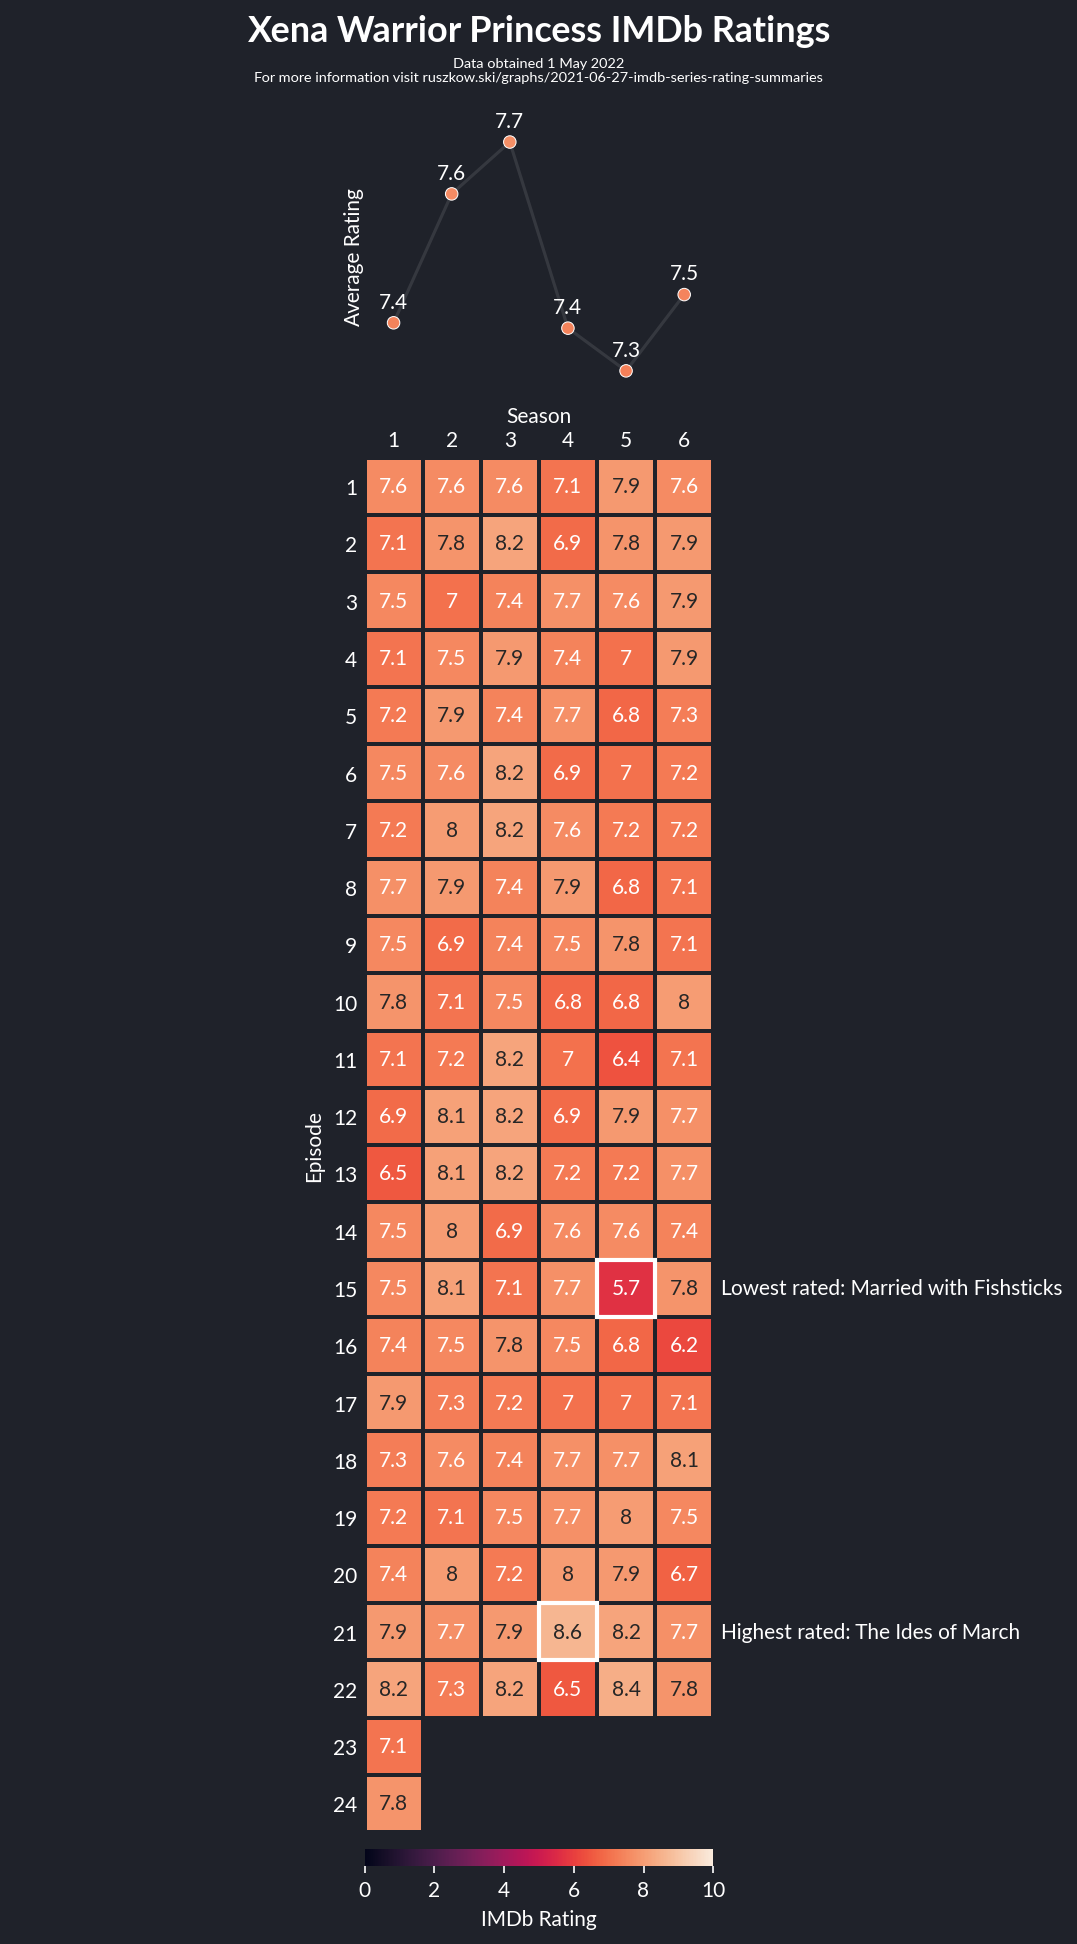 Xena Warrior Princess IMDb Ratings
Data obtained 1 May 2022
For more information visit ruszkow.ski/graphs/2021-06-27-imdb-series-rating-summaries
Average Rating
7.4 7.6 7.7 7.4 7.3 7.5
Season
1 2 3 4 5 6
Episode
1 7.6 7.6 7.6 7.1 7.9 7.6
2 7.1 7.8 8.2 6.9 7.8 7.9
3 7.5 7 7.4 7.7 7.6 7.9
4 7.1 7.5 7.9 7.4 7 7.9
5 7.2 7.9 7.4 7.7 6.8 7.3
6 7.5 7.6 8.2 6.9 7 7.2
7 7.2 8 8.2 7.6 7.2 7.2
8 7.7 7.9 7.4 7.9 6.8 7.1
9 7.5 6.9 7.4 7.5 7.8 7.1
10 7.8 7.1 7.5 6.8 6.8 8
11 7.1 7.2 8.2 7 6.4 7.1
12 6.9 8.1 8.2 6.9 7.9 7.7
13 6.5 8.1 8.2 7.2 7.2 7.7
14 7.5 8 6.9 7.6 7.6 7.4
15 7.5 8.1 7.1 7.7 5.7 7.8 Lowest rated: Married with Fishsticks
16 7.4 7.5 7.8 7.5 6.8 6.2
17 7.9 7.3 7.2 7 7 7.1
18 7.3 7.6 7.4 7.7 7.7 8.1
19 7.2 7.1 7.5 7.7 8 7.5
20 7.4 8 7.2 8 7.9 6.7
21 7.9 7.7 7.9 8.6 8.2 7.7 Highest rated: The Ides of March
22 8.2 7.3 8.2 6.5 8.4 7.8
23 7.1
24 7.8
0 2 4 6 8 10
IMDb Rating